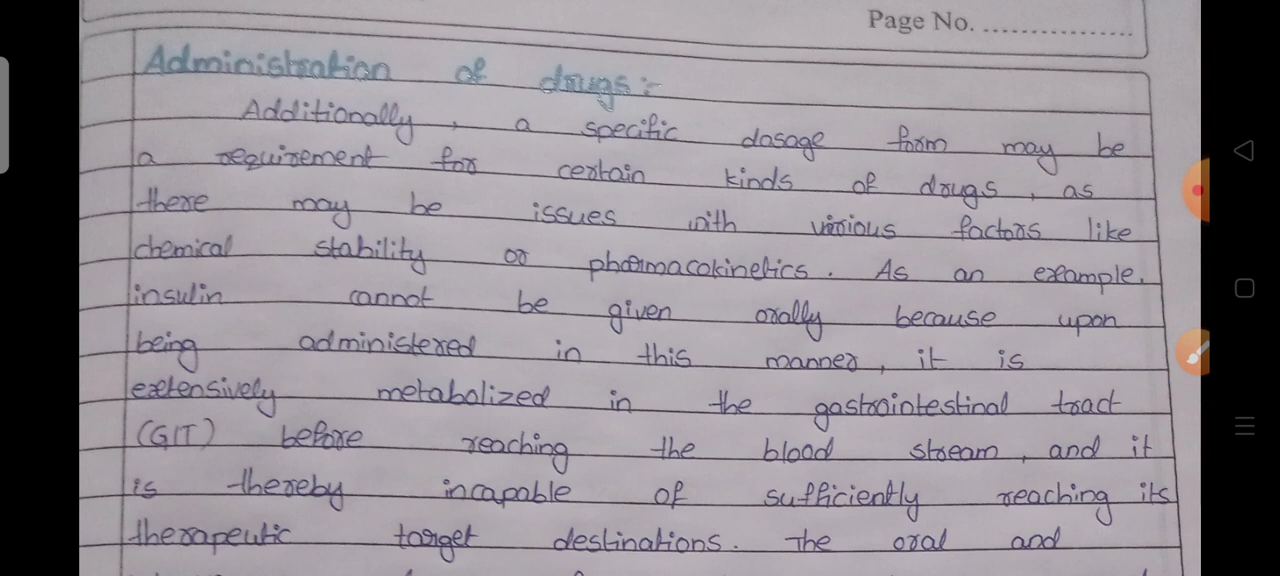 Page No. ................
Administration of drugs:-
Additionally, a specific dosage form may be
a requirement for certain kinds of drugs, as
there may be issues with various factors like
chemical stability or pharmacokinetics. As an example,
insulin cannot be given orally because upon
being administered in this manner, it is
extensively metabolized in the gastrointestinal tract
(GIT) before reaching the blood stream, and it
is thereby incapable of sufficiently reaching its
therapeutic target destinations. The oral and